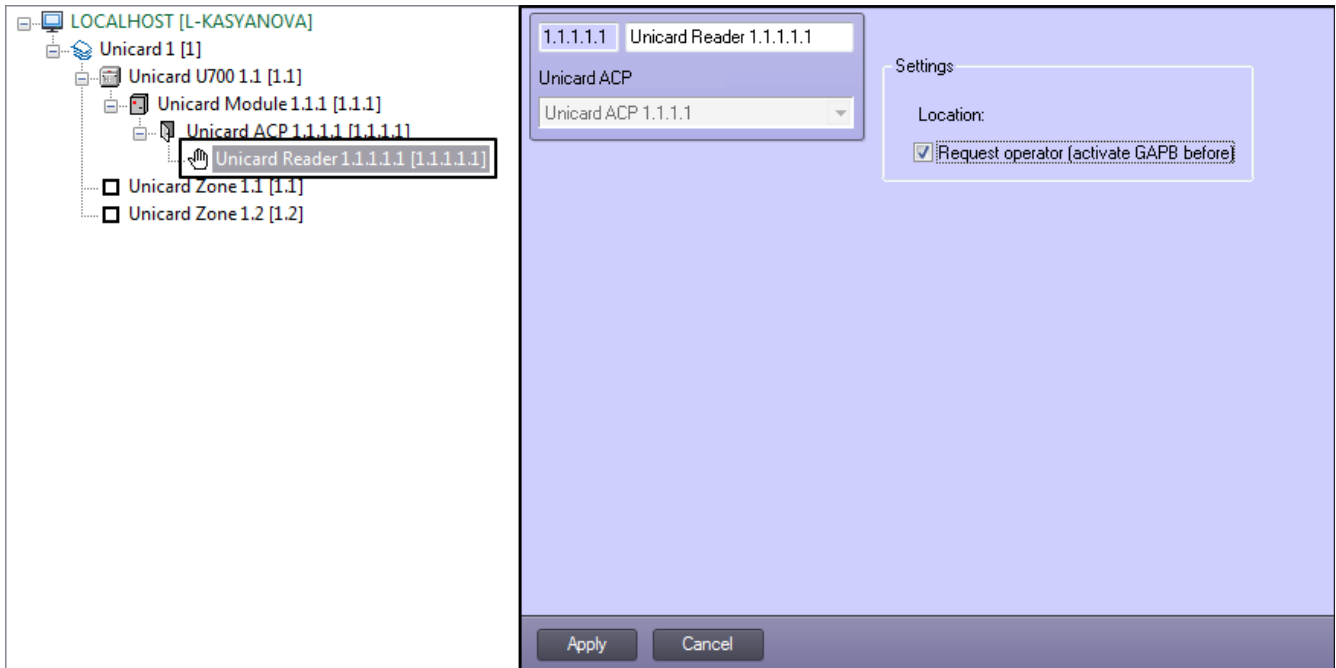 LOCALHOST [L-KASYANOVA]
Unicard 1 [1]
Unicard U700 1.1 [1.1]
Unicard Module 1.1.1 [1.1.1]
Unicard ACP 1.1.1.1 [1.1.1.1]
Unicard Reader 1.1.1.1.1 [1.1.1.1.1]
Unicard Zone 1.1 [1.1]
Unicard Zone 1.2 [1.2]
1.1.1.1.1 Unicard Reader 1.1.1.1.1
Unicard ACP
Unicard ACP 1.1.1.1
Settings
Location:
Request operator (activate GAPB before)
Apply Cancel